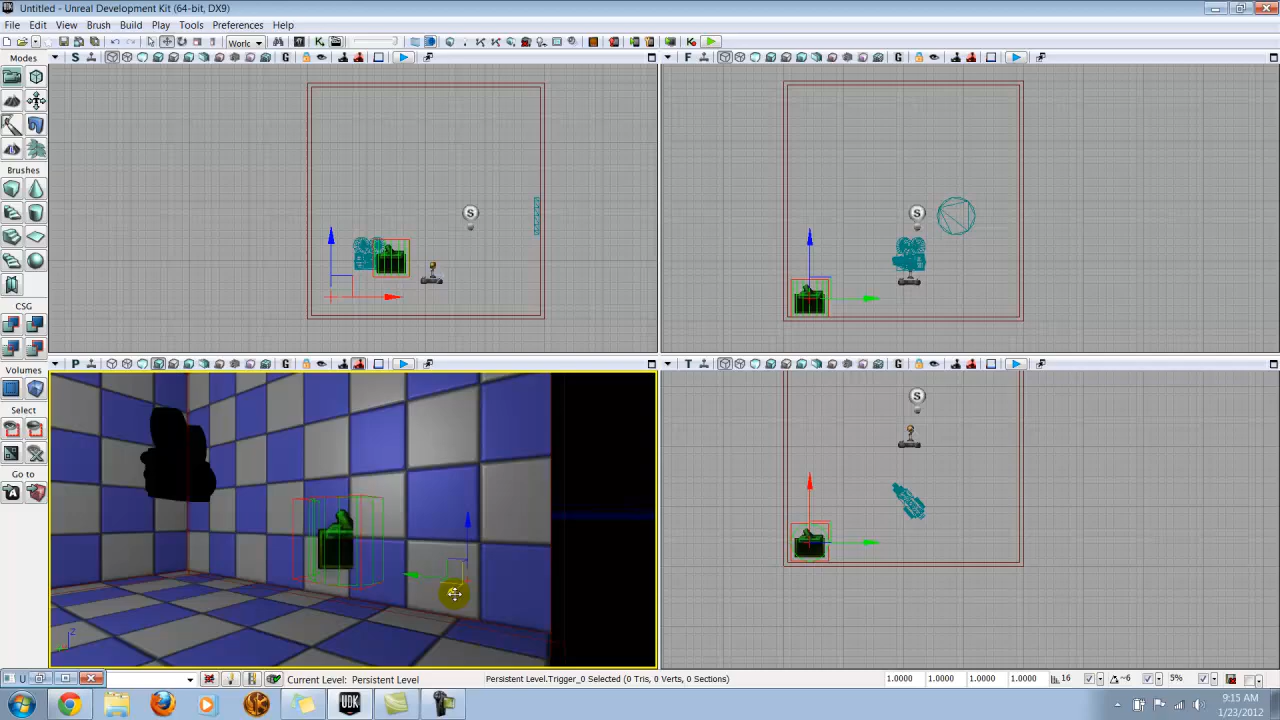 Untitled - Unreal Development Kit (64-bit, DX9)
File Edit View Brush Build Play Tools Preferences Help
Worlc
Modes
S G
F G
Brushes
CSG
P G
T G
Volumes
Select
Go to
S
S
S
Z
U
Current Level: Persistent Level
Persistent Level.Trigger_0 Selected (0 Tris, 0 Verts, 0 Sections)
1.0000 1.0000 1.0000 1.0000
16
~6
5%
UDK
9:15 AM
1/23/2012